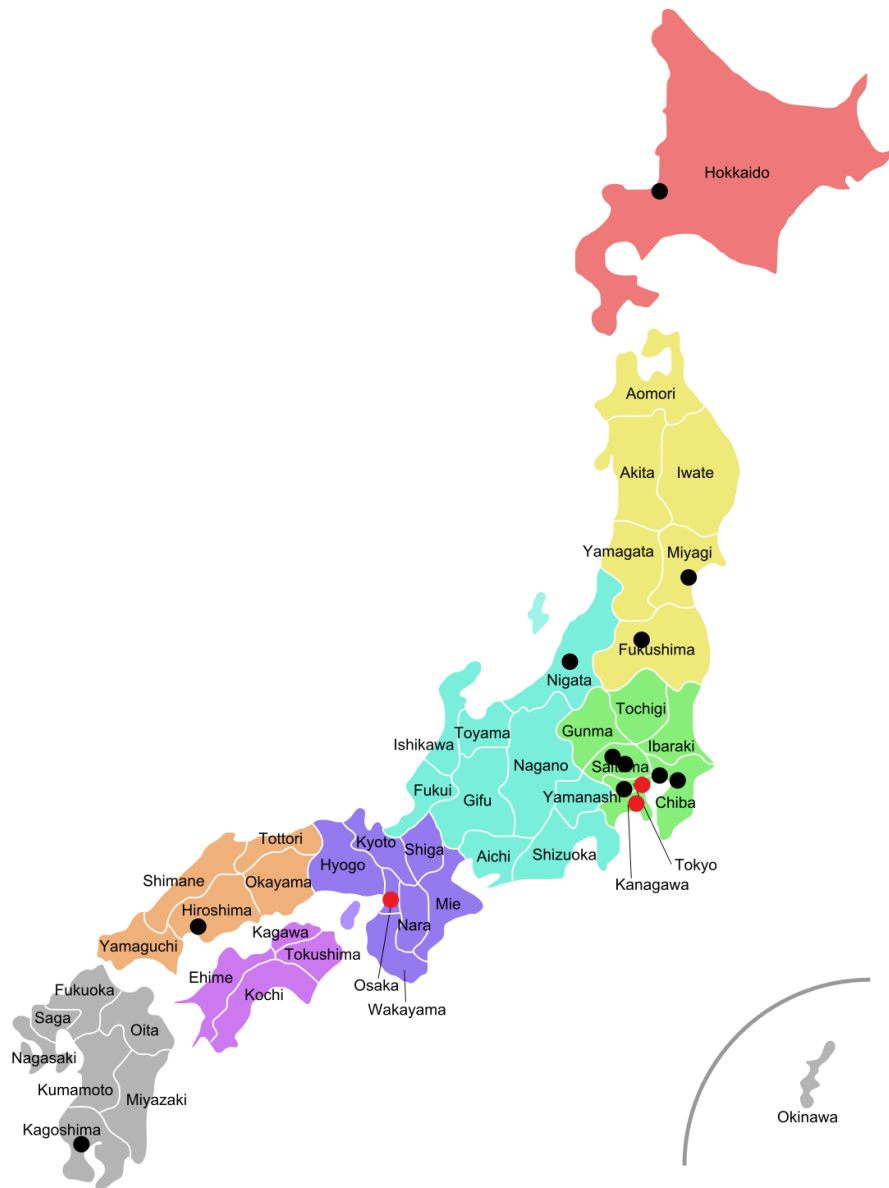 Hokkaido
Aomori
Akita
Iwate
Yamagata
Miyagi
Fukushima
Nigata
Tochigi
Gunma
Ishikawa
Toyama
Ibaraki
Nagano
Saitama
Fukui
Gifu
Yamanashi
Chiba
Tottori
Kyoto
Shiga
Aichi
Shizuoka
Tokyo
Hyogo
Shimane
Okayama
Kanagawa
Hiroshima
Mie
Nara
Kagawa
Yamaguchi
Tokushima
Ehime
Osaka
Kochi
Wakayama
Fukuoka
Saga
Oita
Nagasaki
Kumamoto
Miyazaki
Okinawa
Kagoshima